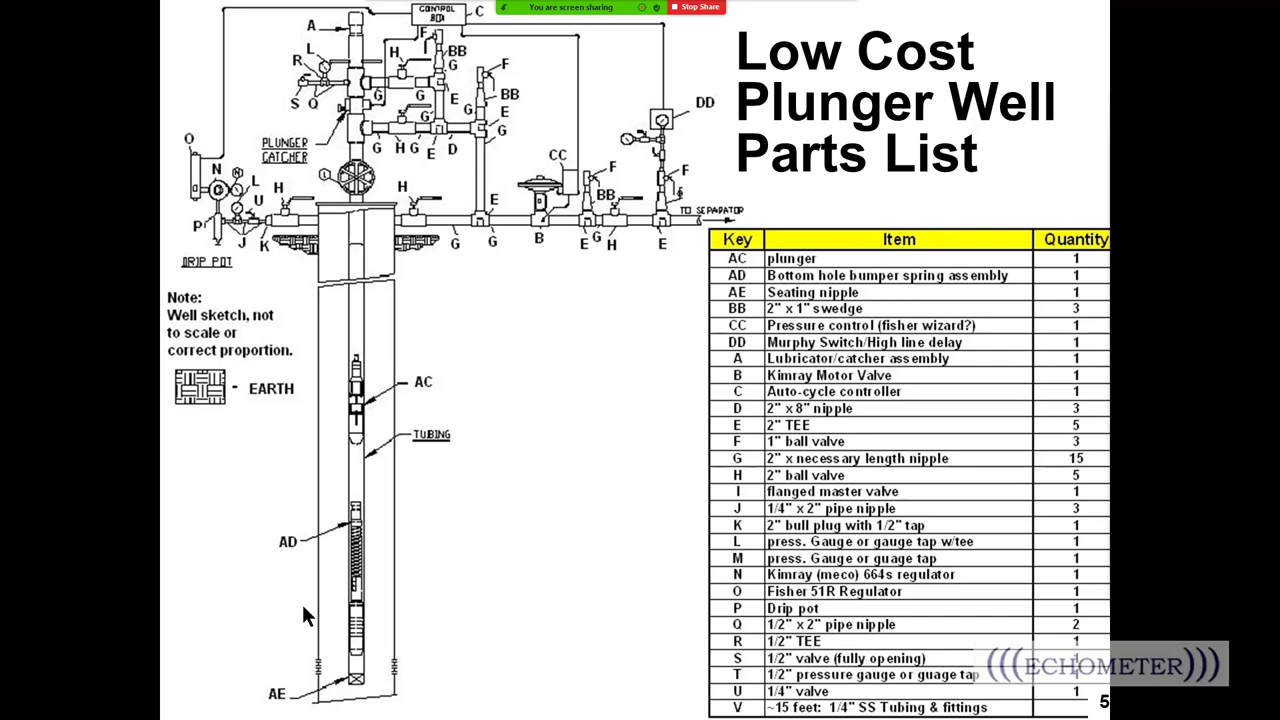 You are screen sharing
Stop Share
Low Cost
Plunger Well
Parts List
CONTROL
BOX
C
A
F
L
H
BB
R
G
F
S
Q
G
G
E
BB
DD
G
G
E
PLUNGER
CATCHER
G
H
G
E
D
G
O
CC
N
L
H
H
F
F
U
BB
E
TO SEPARATOR
P
J
K
G
G
B
E
G
H
E
DRIP POT
Note:
Well sketch, not
to scale or
correct proportion.
- EARTH
AC
TUBING
AD
AE
Key Item Quantity
AC plunger 1
AD Bottom hole bumper spring assembly 1
AE Seating nipple 1
BB 2" x 1" swedge 3
CC Pressure control (fisher wizard?) 1
DD Murphy Switch/High line delay 1
A Lubricator/catcher assembly 1
B Kimray Motor Valve 1
C Auto-cycle controller 1
D 2" x 8" nipple 3
E 2" TEE 5
F 1" ball valve 3
G 2" x necessary length nipple 15
H 2" ball valve 5
I flanged master valve 1
J 1/4" x 2" pipe nipple 3
K 2" bull plug with 1/2" tap 1
L press. Gauge or gauge tap w/tee 1
M press. Gauge or guage tap 1
N Kimray (meco) 664s regulator 1
O Fisher 51R Regulator 1
P Drip pot 1
Q 1/2" x 2" pipe nipple 2
R 1/2" TEE 1
S 1/2" valve (fully opening)
T 1/2" pressure gauge or guage tap
U 1/4" valve 1
V ~15 feet: 1/4" SS Tubing & fittings
(((ECHOMETER)))
5